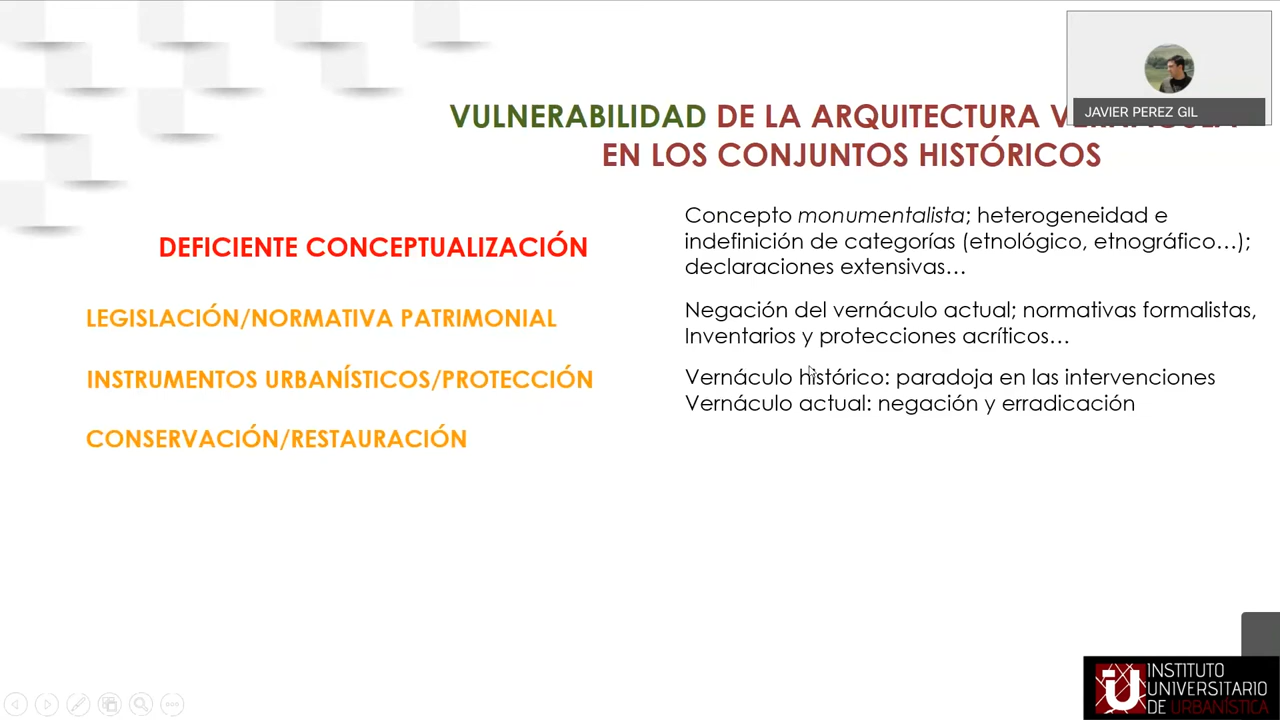 JAVIER PEREZ GIL
VULNERABILIDAD DE LA ARQUITECTURA
EN LOS CONJUNTOS HISTÓRICOS
DEFICIENTE CONCEPTUALIZACIÓN
Concepto monumentalista; heterogeneidad e
indefinición de categorías (etnológico, etnográfico…);
declaraciones extensivas…
LEGISLACIÓN/NORMATIVA PATRIMONIAL
Negación del vernáculo actual; normativas formalistas,
Inventarios y protecciones acríticos…
INSTRUMENTOS URBANÍSTICOS/PROTECCIÓN
Vernáculo histórico: paradoja en las intervenciones
Vernáculo actual: negación y erradicación
CONSERVACIÓN/RESTAURACIÓN
INSTITUTO
UNIVERSITARIO
DE URBANÍSTICA